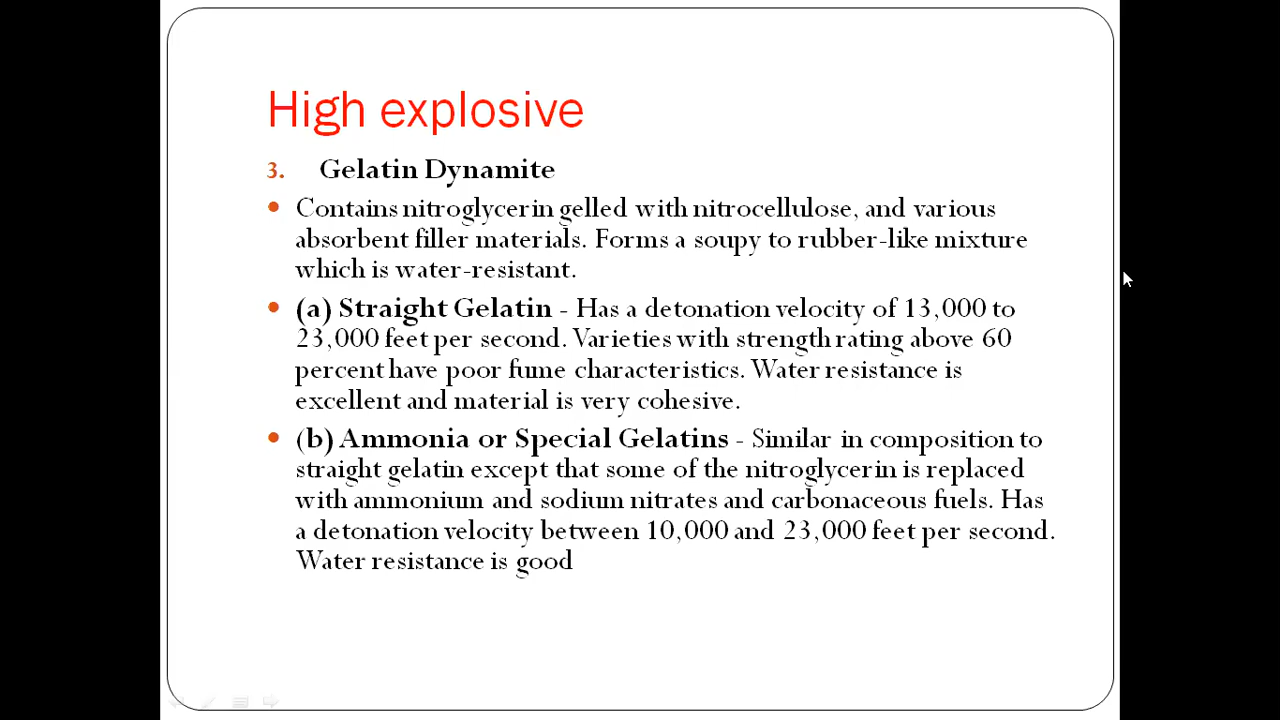 High explosive
3. Gelatin Dynamite
• Contains nitroglycerin gelled with nitrocellulose, and various
absorbent filler materials. Forms a soupy to rubber-like mixture
which is water-resistant.
• (a) Straight Gelatin - Has a detonation velocity of 13,000 to
23,000 feet per second. Varieties with strength rating above 60
percent have poor fume characteristics. Water resistance is
excellent and material is very cohesive.
• (b) Ammonia or Special Gelatins - Similar in composition to
straight gelatin except that some of the nitroglycerin is replaced
with ammonium and sodium nitrates and carbonaceous fuels. Has
a detonation velocity between 10,000 and 23,000 feet per second.
Water resistance is good